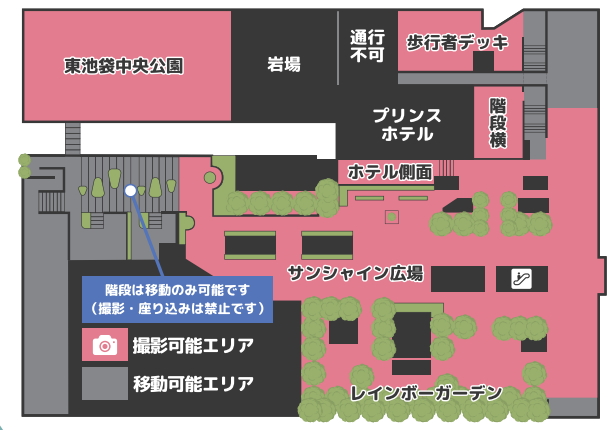 東池袋中央公園
岩場
通行
不可
歩行者デッキ
プリンス
ホテル
階段横
ホテル側面
サンシャイン広場
階段は移動のみ可能です
（撮影・座り込みは禁止です）
撮影可能エリア
移動可能エリア
レインボーガーデン